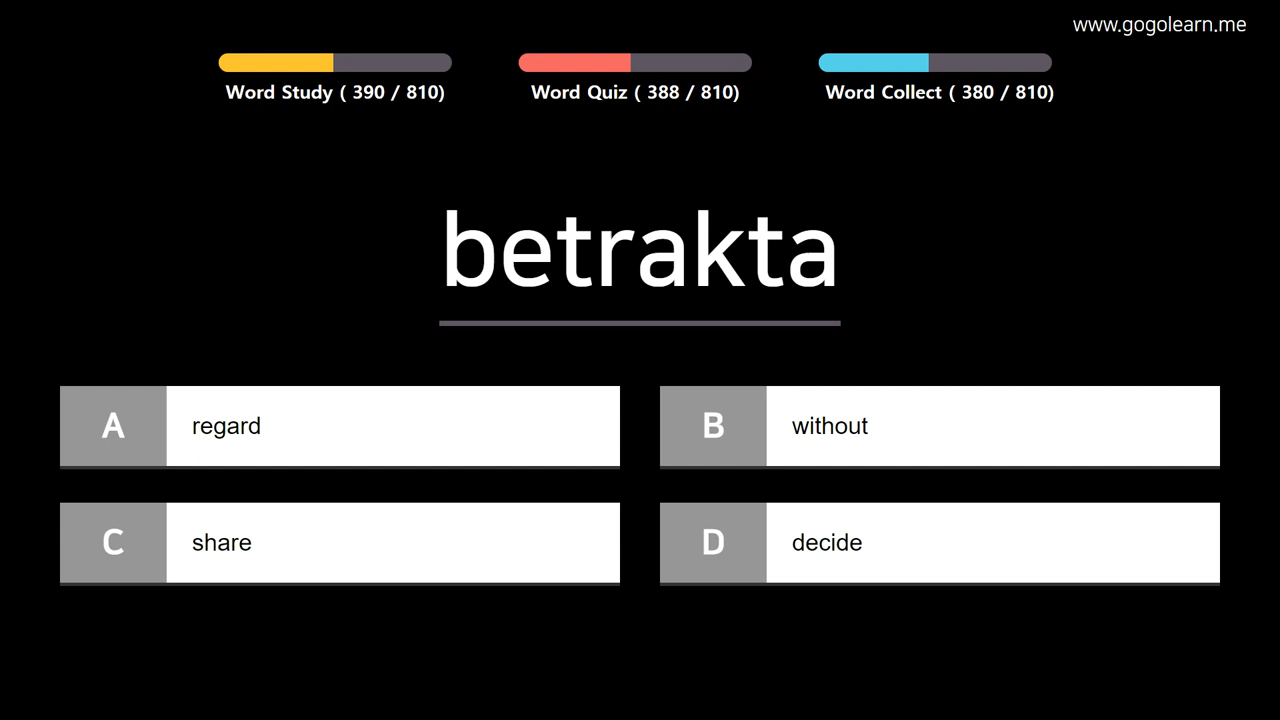 www.gogolearn.me
Word Study ( 390 / 810)
Word Quiz ( 388 / 810)
Word Collect ( 380 / 810)
betrakta
A regard
B without
C share
D decide